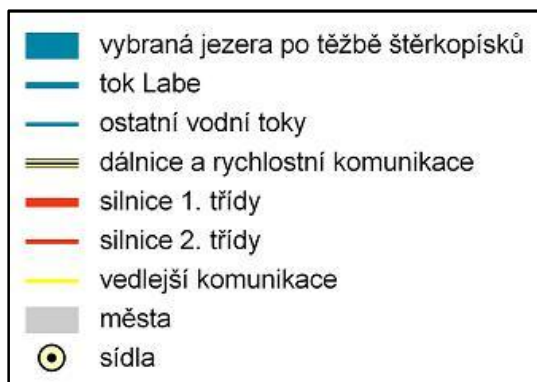 vybraná jezera po těžbě štěrkopísků
tok Labe
ostatní vodní toky
dálnice a rychlostní komunikace
silnice 1. třídy
silnice 2. třídy
vedlejší komunikace
města
sídla